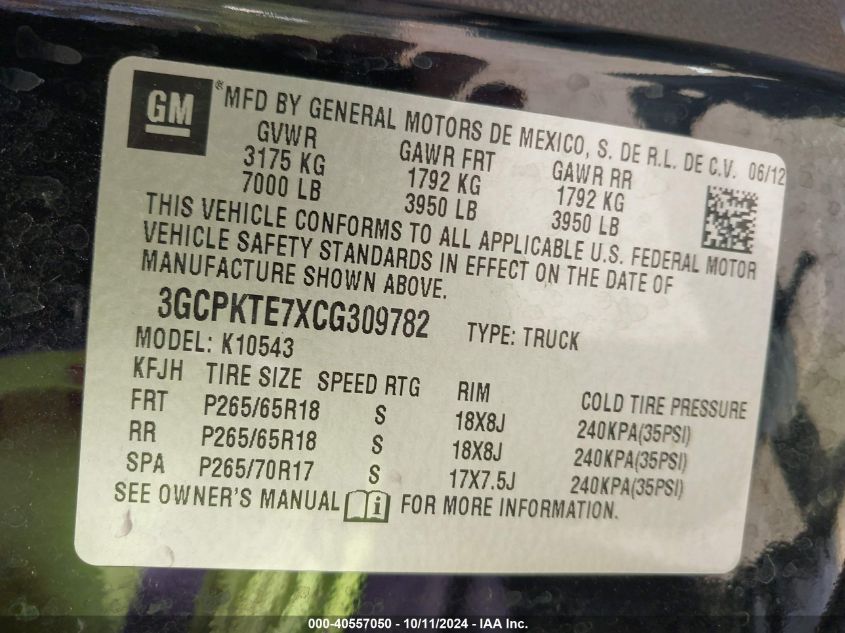 GM ® MFD BY GENERAL MOTORS DE MEXICO, S. DE R.L. DE C.V. 06/12
GVWR GAWR FRT GAWR RR
3175 KG 1792 KG 1792 KG
7000 LB 3950 LB 3950 LB
THIS VEHICLE CONFORMS TO ALL APPLICABLE U.S. FEDERAL MOTOR
VEHICLE SAFETY STANDARDS IN EFFECT ON THE DATE OF
MANUFACTURE SHOWN ABOVE.
3GCPKTE7XCG309782 TYPE: TRUCK
MODEL: K10543
KFJH TIRE SIZE SPEED RTG RIM COLD TIRE PRESSURE
FRT P265/65R18 S 18X8J 240KPA(35PSI)
RR P265/65R18 S 18X8J 240KPA(35PSI)
SPA P265/70R17 S 17X7.5J 240KPA(35PSI)
SEE OWNER'S MANUAL i FOR MORE INFORMATION.
000-40557050 - 10/11/2024 - IAA Inc.